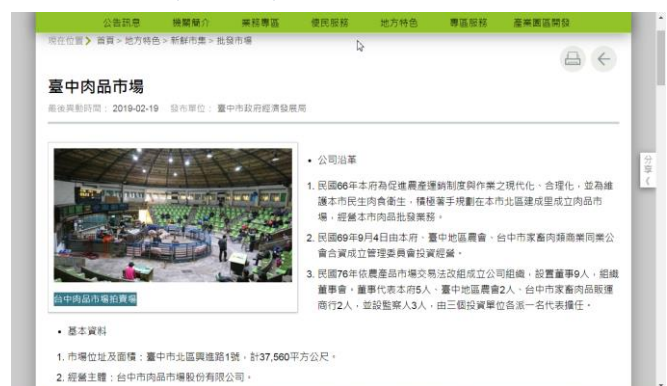 公告訊息 機關簡介 業務專區 便民服務 地方特色 專區服務 產業園區開發
現在位置 首頁 > 地方特色 > 新鮮市集 > 批發市場
臺中肉品市場
最後異動時間： 2019-02-19 發布單位： 臺中市政府經濟發展局
分享
• 公司沿革
1. 民國66年本府為促進農產運銷制度與作業之現代化、合理化，並為維
護本市民生肉食衛生，積極著手規劃在本市北區建成里成立肉品市
場，經營本市肉品批發業務。
2. 民國69年9月4日由本府、臺中地區農會、台中市家畜肉類商業同業公
會合資成立管理委員會投資經營。
3. 民國76年依農產品市場交易法改組成立公司組織，設置董事9人，組織
董事會，董事代表本府5人、臺中地區農會2人、台中市家畜肉品販運
商行2人，並設監察人3人，由三個投資單位各派一名代表擔任。
台中肉品市場拍賣場
• 基本資料
1. 市場位址及面積：臺中市北區興進路1號，計37,560平方公尺。
2. 經營主體：台中市肉品市場股份有限公司。